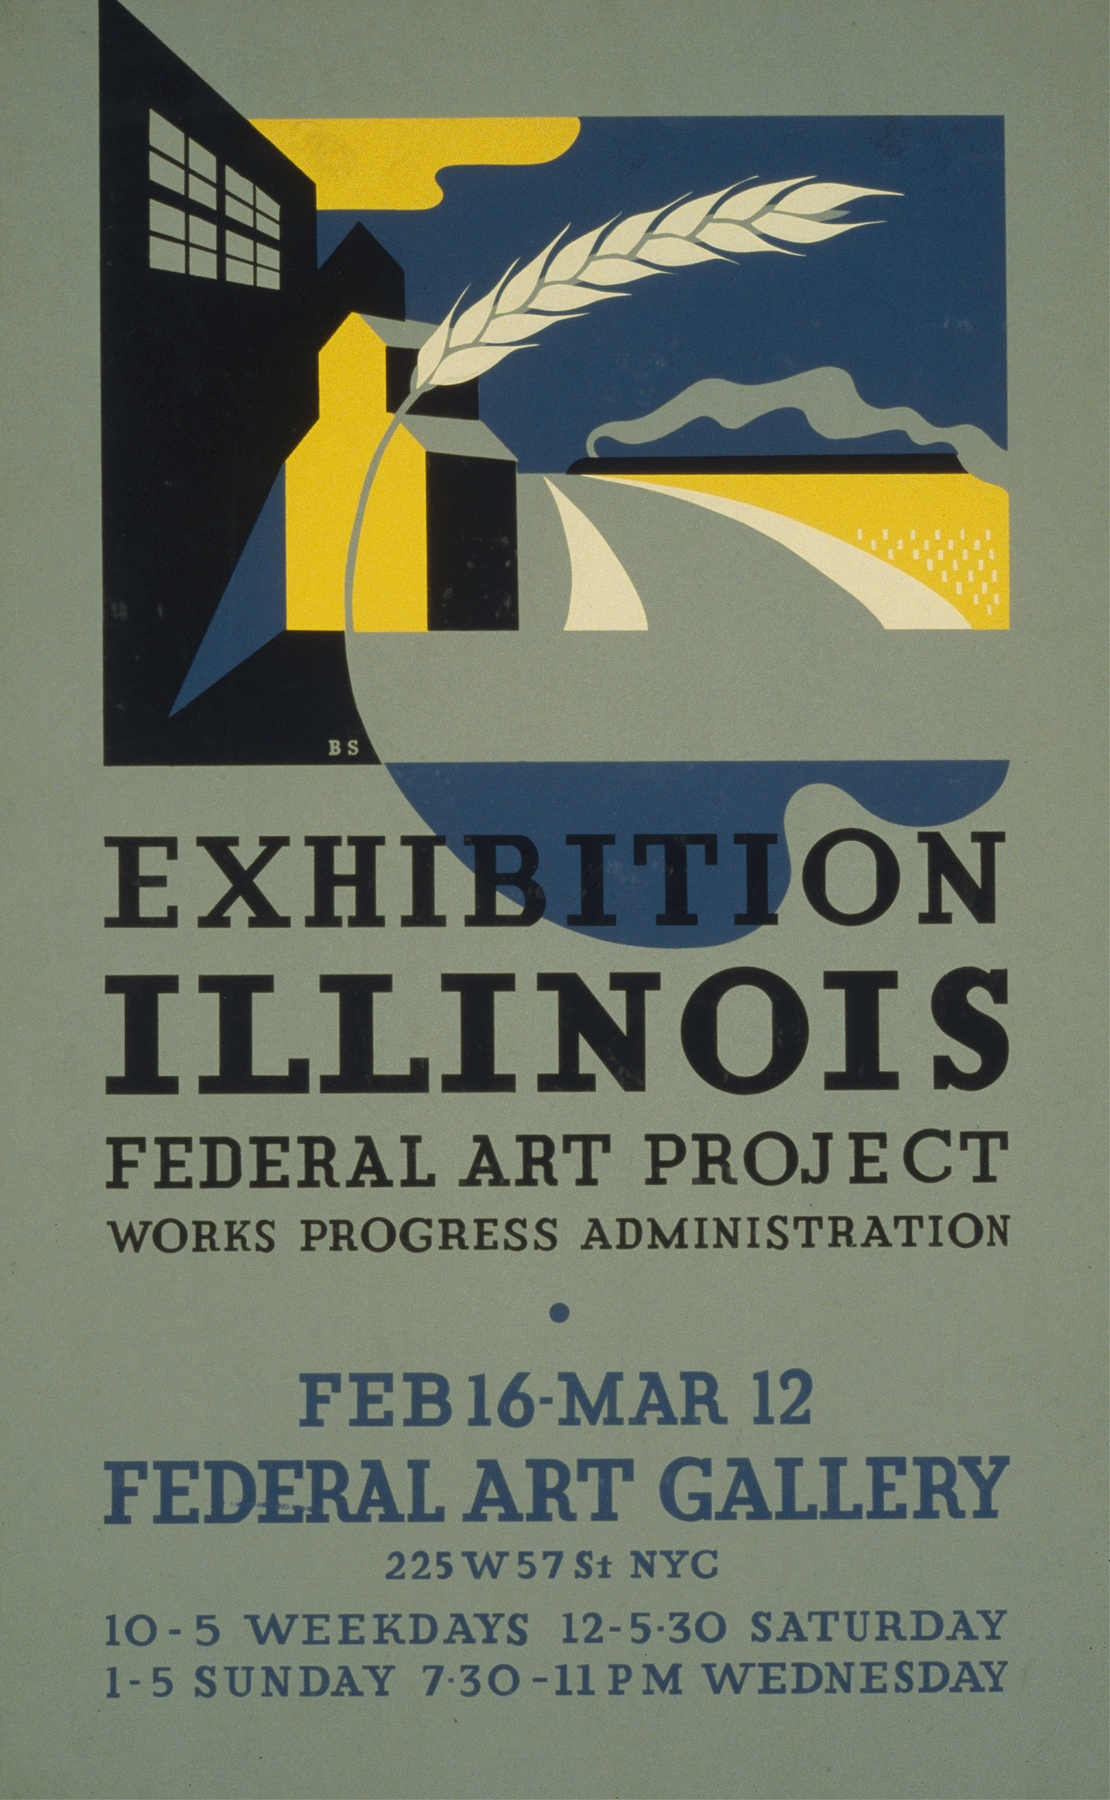 BS
EXHIBITION
ILLINOIS
FEDERAL ART PROJECT
WORKS PROGRESS ADMINISTRATION
FEB 16-MAR 12
FEDERAL ART GALLERY
225 W 57 St NYC
10-5 WEEKDAYS 12-5·30 SATURDAY
1-5 SUNDAY 7·30-11 PM WEDNESDAY